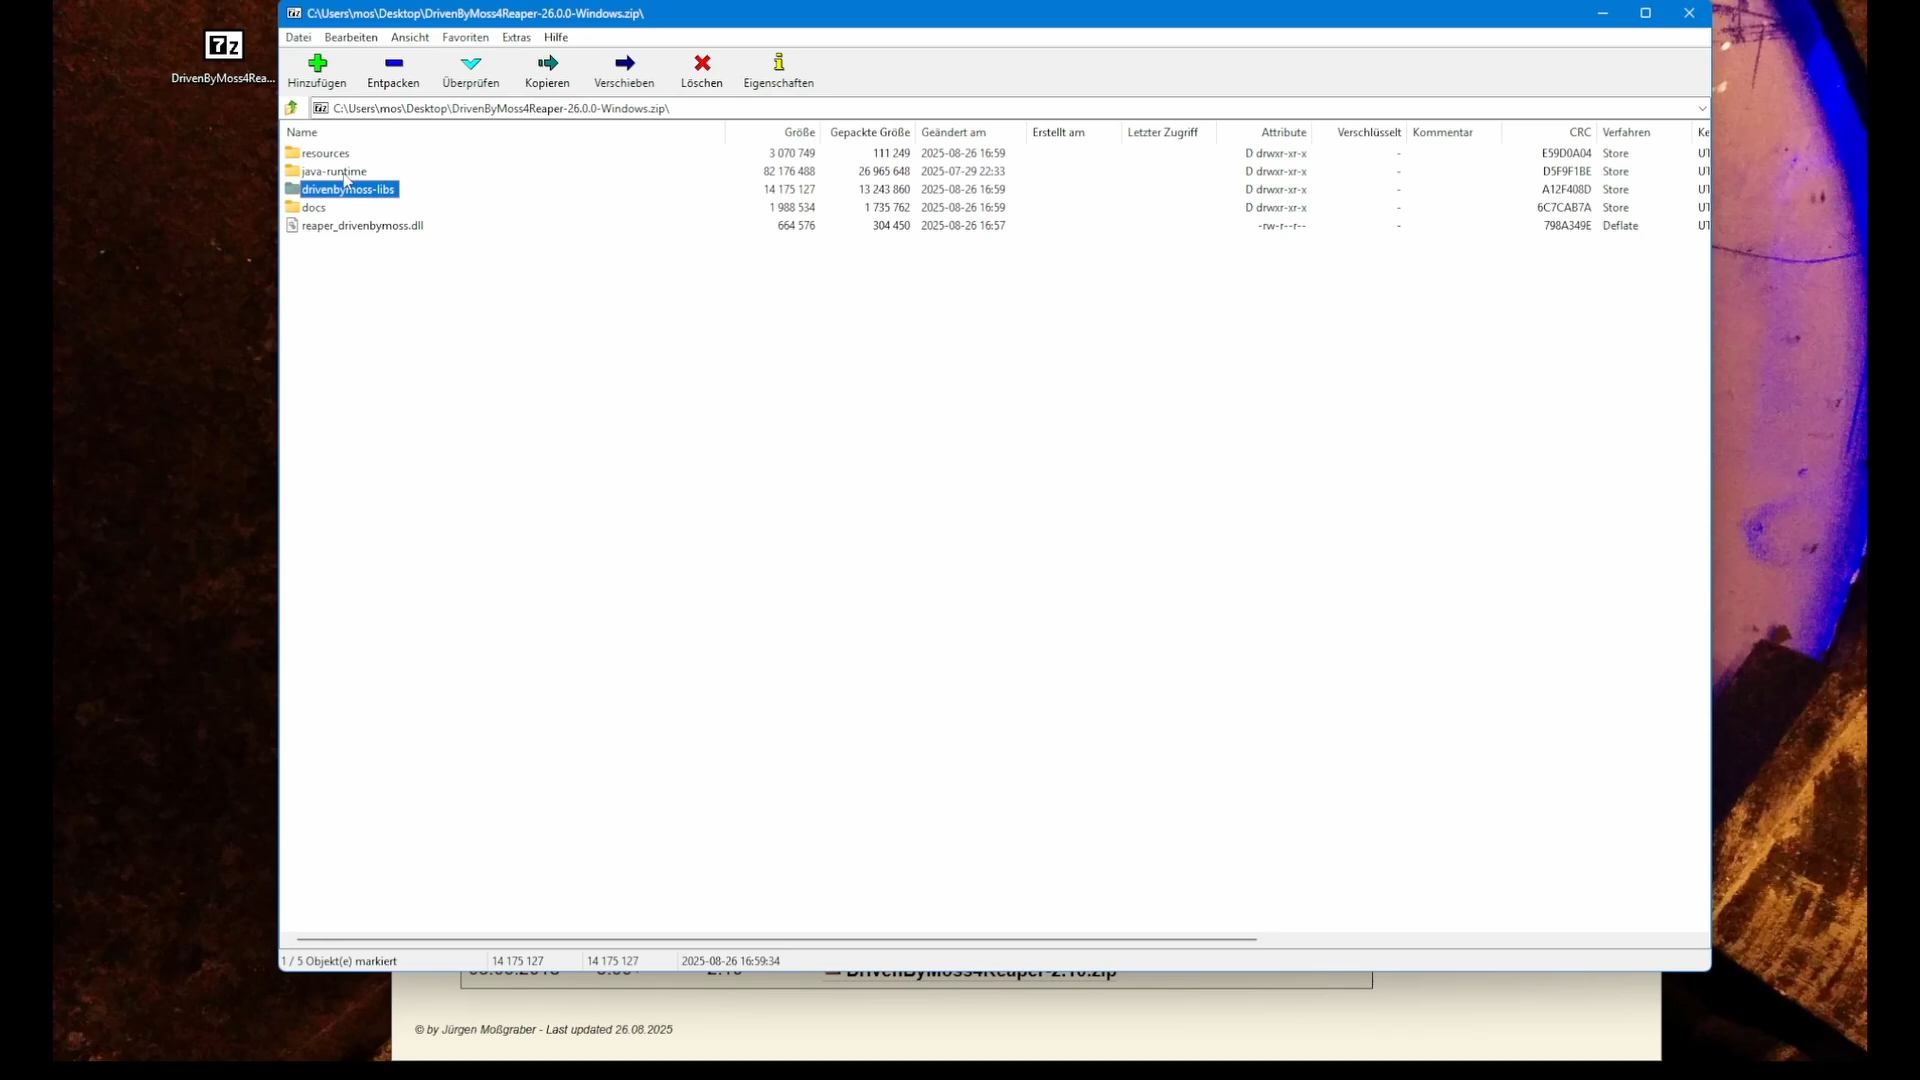 C:\Users\mos\Desktop\DrivenByMoss4Reaper-26.0.0-Windows.zip\
DrivenByMoss4Rea...
Datei Bearbeiten Ansicht Favoriten Extras Hilfe
Hinzufügen Entpacken Überprüfen Kopieren Verschieben Löschen Eigenschaften
C:\Users\mos\Desktop\DrivenByMoss4Reaper-26.0.0-Windows.zip\
Name Größe Gepackte Größe Geändert am Erstellt am Letzter Zugriff Attribute Verschlüsselt Kommentar CRC Verfahren Ke
resources 3 070 749 111 249 2025-08-26 16:59 D drwxr-xr-x - E59D0A04 Store
java-runtime 82 176 488 26 965 648 2025-07-29 22:33 D drwxr-xr-x - D5F9F1BE Store
drivenbymoss-libs 14 175 127 13 243 860 2025-08-26 16:59 D drwxr-xr-x - A12F408D Store
docs 1 988 534 1 735 762 2025-08-26 16:59 D drwxr-xr-x - 6C7CAB7A Store
reaper_drivenbymoss.dll 664 576 304 450 2025-08-26 16:57 -rw-r--r-- - 798A349E Deflate
1 / 5 Objekt(e) markiert 14 175 127 14 175 127 2025-08-26 16:59:34
DrivenByMoss4Reaper-2.10.zip
© by Jürgen Moßgraber - Last updated 26.08.2025